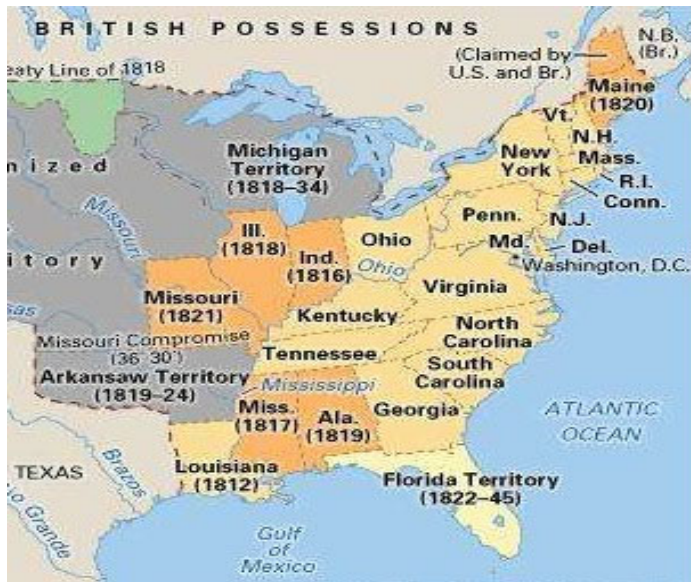 BRITISH POSSESSIONS
N.B.
(Br.)
(Claimed by
U.S. and Br.)
eaty Line of 1818
Maine
(1820)
Vt.
N.H.
Mass.
R.I.
Conn.
New
York
Michigan
Territory
(1818–34)
mized
Missouri
Penn.
N.J.
Ill.
(1818)
Ind.
(1816)
Ohio
Ohio
Md.
Del.
Washington, D.C.
itory
Missouri
(1821)
Virginia
Kentucky
sas
Missouri Compromise
(36°30')
North
Carolina
Tennessee
South
Carolina
Arkansaw Territory
(1819–24)
Mississippi
Miss.
(1817)
Ala.
(1819)
Georgia
ATLANTIC
OCEAN
TEXAS
Brazos
Louisiana
(1812)
Florida Territory
(1822–45)
o Grande
Gulf
of
Mexico